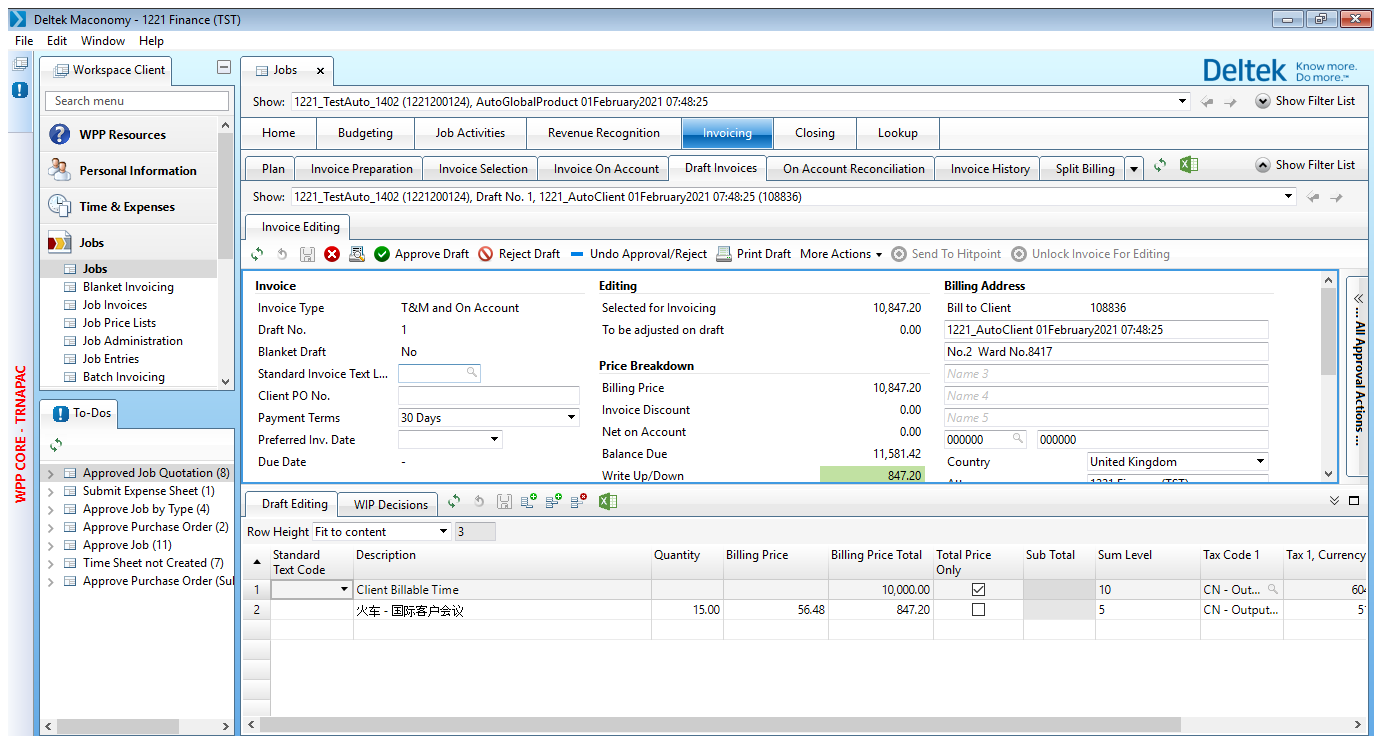 Deltek Maconomy - 1221 Finance (TST)
File Edit Window Help
Workspace Client
Search menu
WPP Resources
Personal Information
Time & Expenses
Jobs
Jobs
Blanket Invoicing
Job Invoices
Job Price Lists
Job Administration
Job Entries
Batch Invoicing
WPP CORE - TRNAPAC
To-Dos
Approved Job Quotation (8)
Submit Expense Sheet (1)
Approve Job by Type (4)
Approve Purchase Order (2)
Approve Job (11)
Time Sheet not Created (7)
Approve Purchase Order (Sul
Jobs
Deltek Know more.
Do more.™
Show: 1221_TestAuto_1402 (1221200124), AutoGlobalProduct 01February2021 07:48:25 Show Filter List
Home Budgeting Job Activities Revenue Recognition Invoicing Closing Lookup
Plan Invoice Preparation Invoice Selection Invoice On Account Draft Invoices On Account Reconciliation Invoice History Split Billing Show Filter List
Show: 1221_TestAuto_1402 (1221200124), Draft No. 1, 1221_AutoClient 01February2021 07:48:25 (108836)
Invoice Editing
Approve Draft Reject Draft Undo Approval/Reject Print Draft More Actions Send To Hitpoint Unlock Invoice For Editing
Invoice
Invoice Type T&M and On Account
Draft No. 1
Blanket Draft No
Standard Invoice Text L...
Client PO No.
Payment Terms 30 Days
Preferred Inv. Date
Due Date -
Editing
Selected for Invoicing 10,847.20
To be adjusted on draft 0.00
Price Breakdown
Billing Price 10,847.20
Invoice Discount 0.00
Net on Account 0.00
Balance Due 11,581.42
Write Up/Down 847.20
Billing Address
Bill to Client 108836
1221_AutoClient 01February2021 07:48:25
No.2 Ward No.8417
Name 3
Name 4
Name 5
000000 000000
Country United Kingdom
... All Approval Actions ...
Draft Editing WIP Decisions
Row Height Fit to content 3
Standard Text Code Description Quantity Billing Price Billing Price Total Total Price Only Sub Total Sum Level Tax Code 1 Tax 1, Currency
1 Client Billable Time 10,000.00 10 CN - Out... 604
2 火车 - 国际客户会议 15.00 56.48 847.20 5 CN - Output...